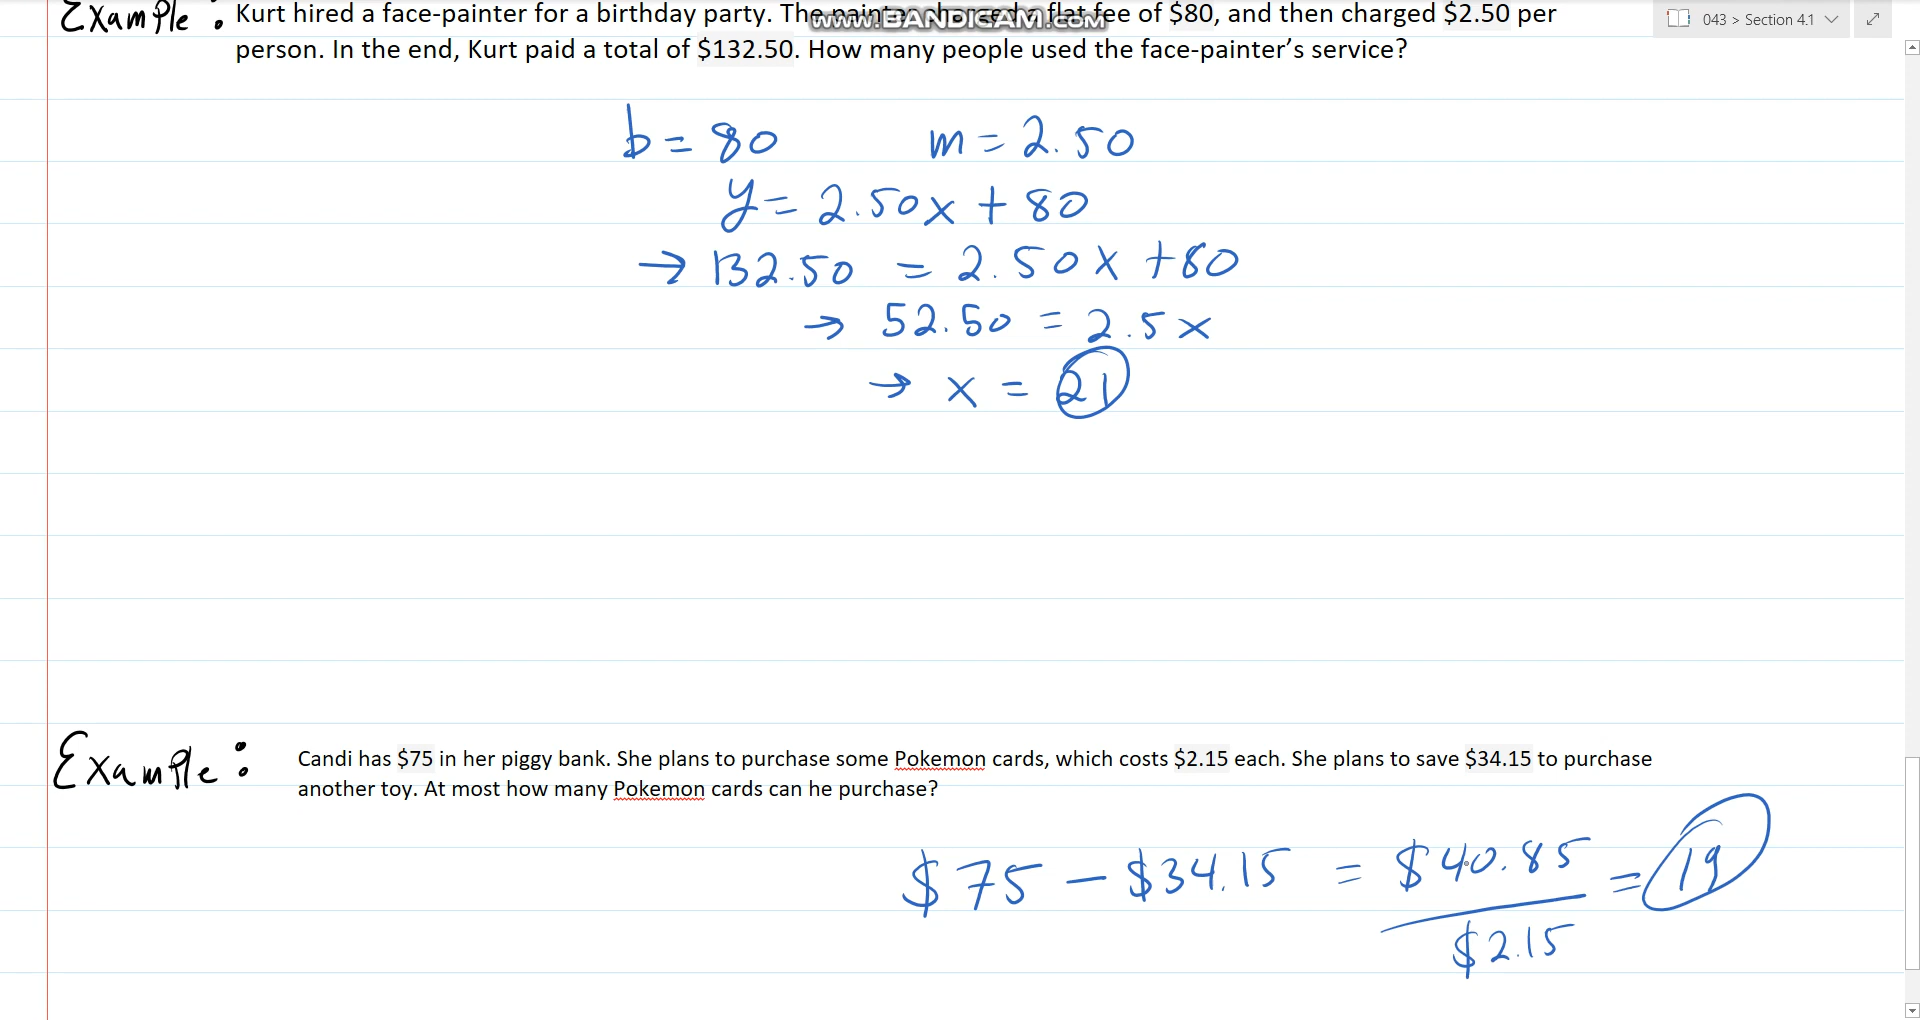 Example: Kurt hired a face-painter for a birthday party. The painter charged a flat fee of $80, and then charged $2.50 per
www.BANDICAM.com
043 > Section 4.1
person. In the end, Kurt paid a total of $132.50. How many people used the face-painter’s service?
b = 80 m = 2.50
y = 2.50x + 80
→ 132.50 = 2.50x + 80
→ 52.50 = 2.5x
→ x = 21
Example: Candi has $75 in her piggy bank. She plans to purchase some Pokemon cards, which costs $2.15 each. She plans to save $34.15 to purchase
another toy. At most how many Pokemon cards can he purchase?
$75 - $34.15 = $40.85 = 19
$2.15